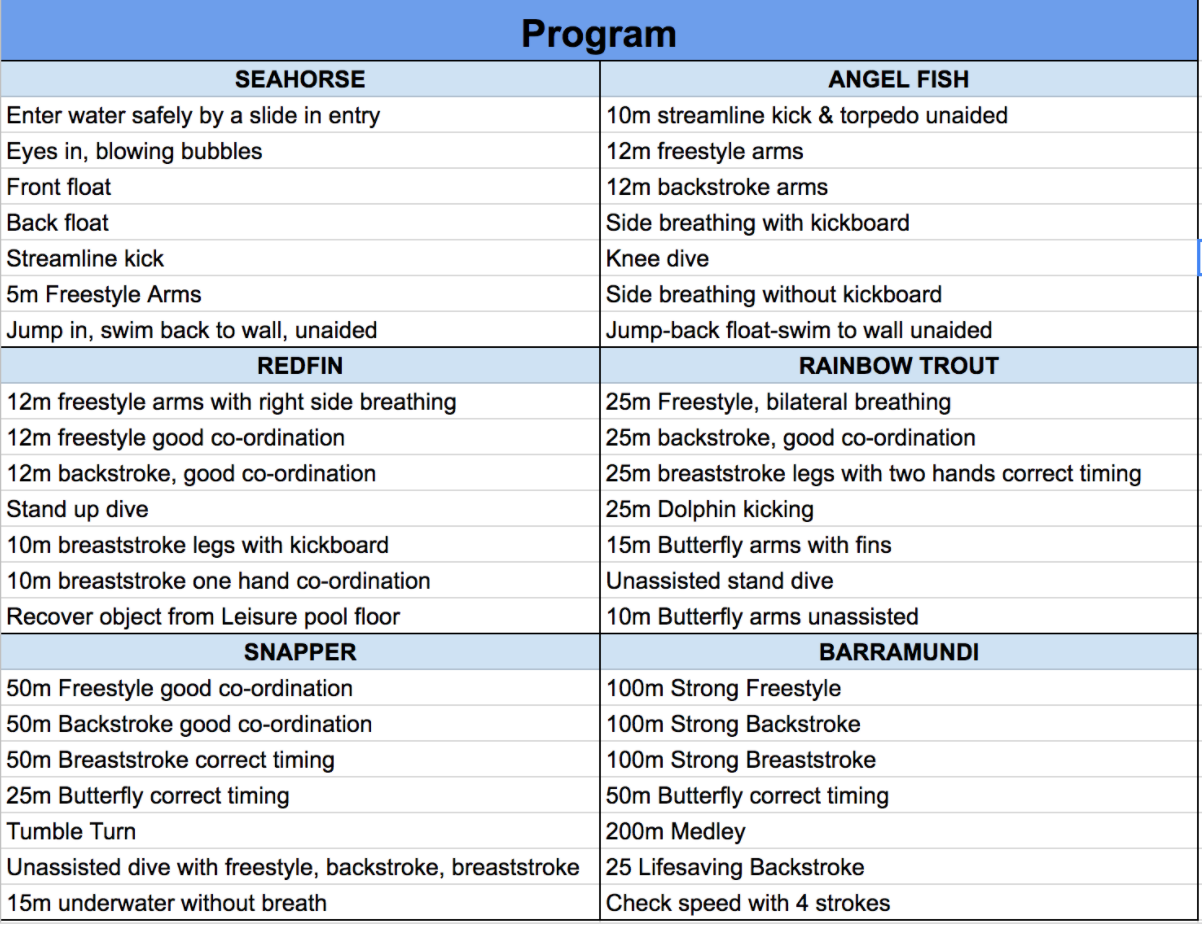 Program
SEAHORSE
Enter water safely by a slide in entry
Eyes in, blowing bubbles
Front float
Back float
Streamline kick
5m Freestyle Arms
Jump in, swim back to wall, unaided
ANGEL FISH
10m streamline kick & torpedo unaided
12m freestyle arms
12m backstroke arms
Side breathing with kickboard
Knee dive
Side breathing without kickboard
Jump-back float-swim to wall unaided
REDFIN
12m freestyle arms with right side breathing
12m freestyle good co-ordination
12m backstroke, good co-ordination
Stand up dive
10m breaststroke legs with kickboard
10m breaststroke one hand co-ordination
Recover object from Leisure pool floor
RAINBOW TROUT
25m Freestyle, bilateral breathing
25m backstroke, good co-ordination
25m breaststroke legs with two hands correct timing
25m Dolphin kicking
15m Butterfly arms with fins
Unassisted stand dive
10m Butterfly arms unassisted
SNAPPER
50m Freestyle good co-ordination
50m Backstroke good co-ordination
50m Breaststroke correct timing
25m Butterfly correct timing
Tumble Turn
Unassisted dive with freestyle, backstroke, breaststroke
15m underwater without breath
BARRAMUNDI
100m Strong Freestyle
100m Strong Backstroke
100m Strong Breaststroke
50m Butterfly correct timing
200m Medley
25 Lifesaving Backstroke
Check speed with 4 strokes